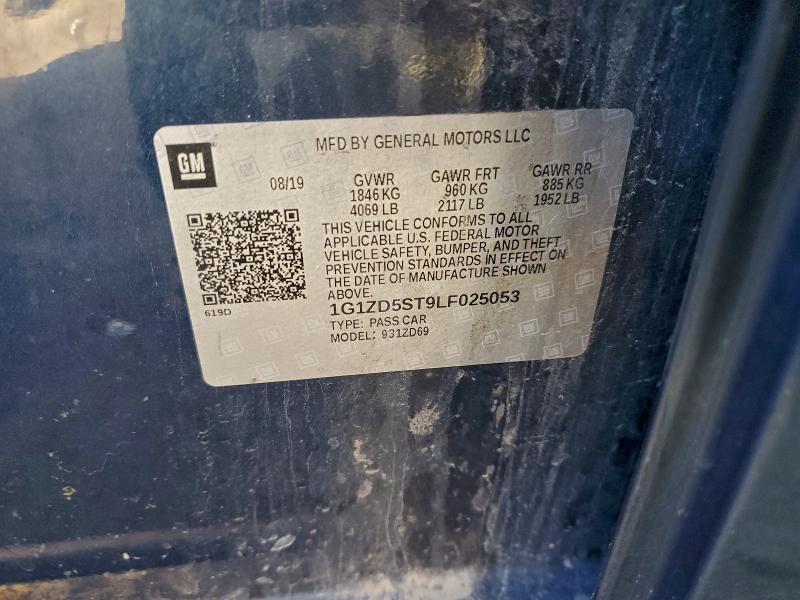 MFD BY GENERAL MOTORS LLC
GM
08/19
GVWR GAWR FRT GAWR RR
1846 KG 960 KG 885 KG
4069 LB 2117 LB 1952 LB
THIS VEHICLE CONFORMS TO ALL
APPLICABLE U.S. FEDERAL MOTOR
VEHICLE SAFETY, BUMPER, AND THEFT
PREVENTION STANDARDS IN EFFECT ON
THE DATE OF MANUFACTURE SHOWN
ABOVE.
619D
1G1ZD5ST9LF025053
TYPE: PASS CAR
MODEL: 931ZD69